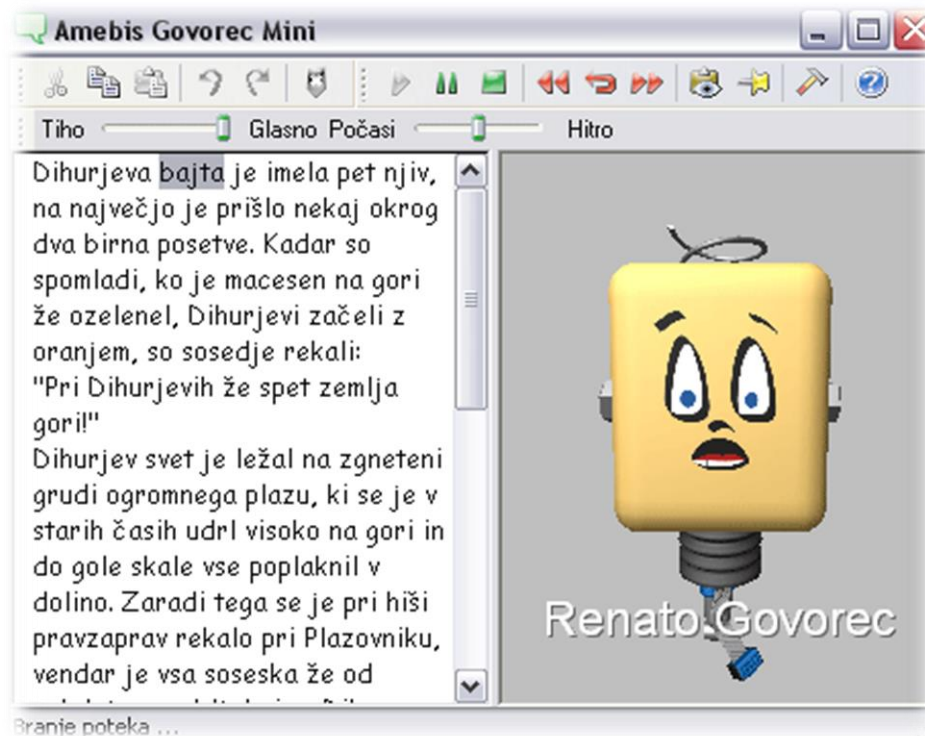 Amebis Govorec Mini
Tiho Glasno Počasi Hitro
Dihurjeva bajta je imela pet njiv,
na največjo je prišlo nekaj okrog
dva birna posetve. Kadar so
spomladi, ko je macesen na gori
že ozelenel, Dihurjevi začeli z
oranjem, so sosedje rekali:
"Pri Dihurjevih že spet zemlja
gori!"
Dihurjev svet je ležal na zgneteni
grudi ogromnega plazu, ki se je v
starih časih udrl visoko na gori in
do gole skale vse poplaknil v
dolino. Zaradi tega se je pri hiši
pravzaprav rekalo pri Plazovniku,
vendar je vsa soseska že od
Renato Govorec
Branje poteka ...